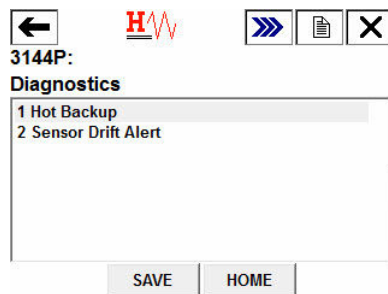 H
3144P:
Diagnostics
1 Hot Backup
2 Sensor Drift Alert
SAVE HOME